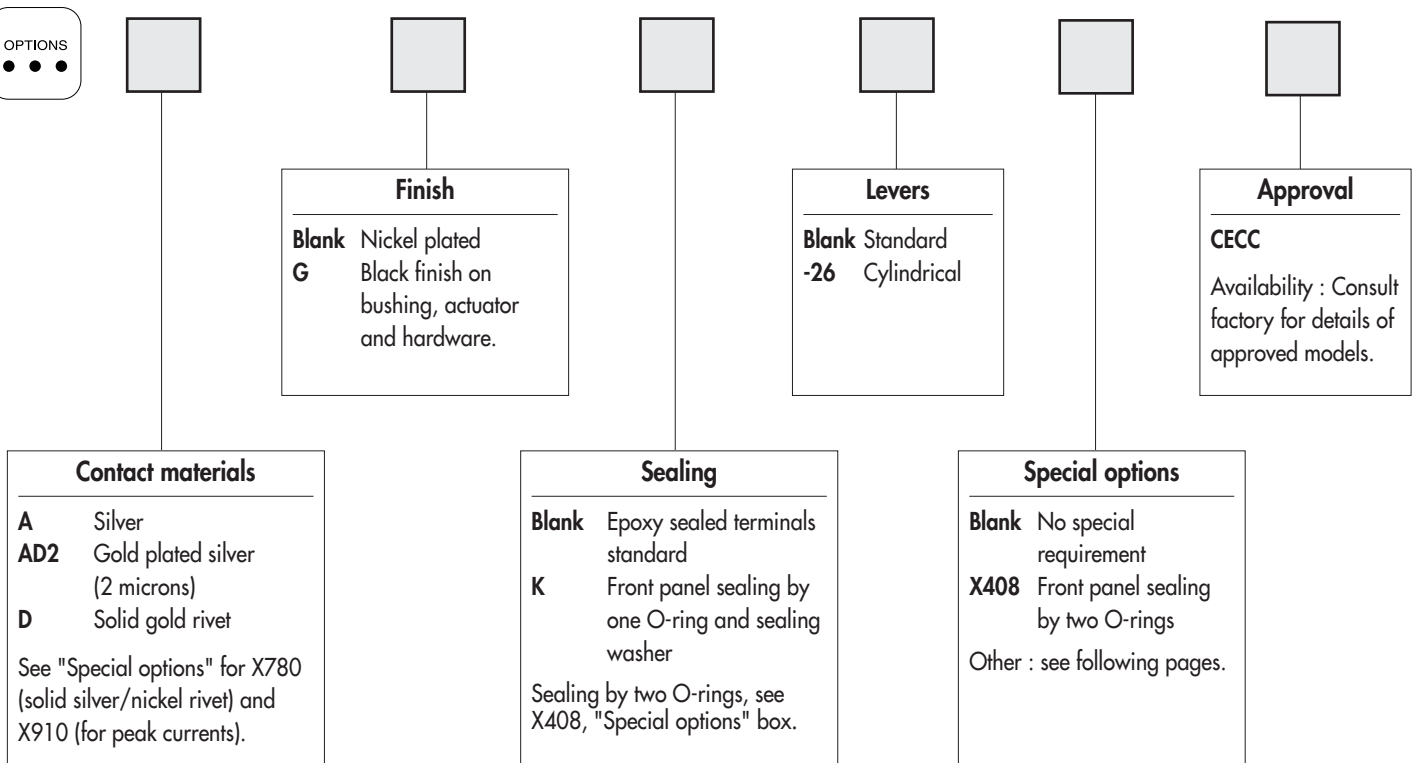 OPTIONS
Finish
Blank Nickel plated
G Black finish on
bushing, actuator
and hardware.
Levers
Blank Standard
-26 Cylindrical
Approval
CECC
Availability : Consult
factory for details of
approved models.
Contact materials
A Silver
AD2 Gold plated silver
(2 microns)
D Solid gold rivet
See "Special options" for X780
(solid silver/nickel rivet) and
X910 (for peak currents).
Sealing
Blank Epoxy sealed terminals
standard
K Front panel sealing by
one O-ring and sealing
washer
Sealing by two O-rings, see
X408, "Special options" box.
Special options
Blank No special
requirement
X408 Front panel sealing
by two O-rings
Other : see following pages.